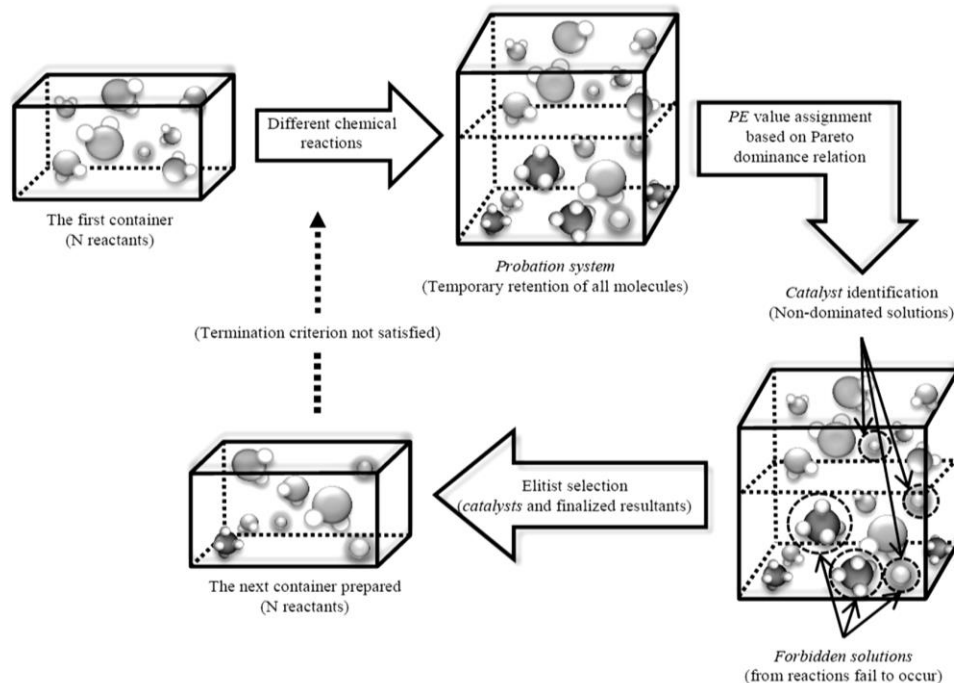 Different chemical
reactions
PE value assignment
based on Pareto
dominance relation
The first container
(N reactants)
Probation system
(Temporary retention of all molecules)
Catalyst identification
(Non-dominated solutions)
(Termination criterion not satisfied)
Elitist selection
(catalysts and finalized resultants)
The next container prepared
(N reactants)
Forbidden solutions
(from reactions fail to occur)